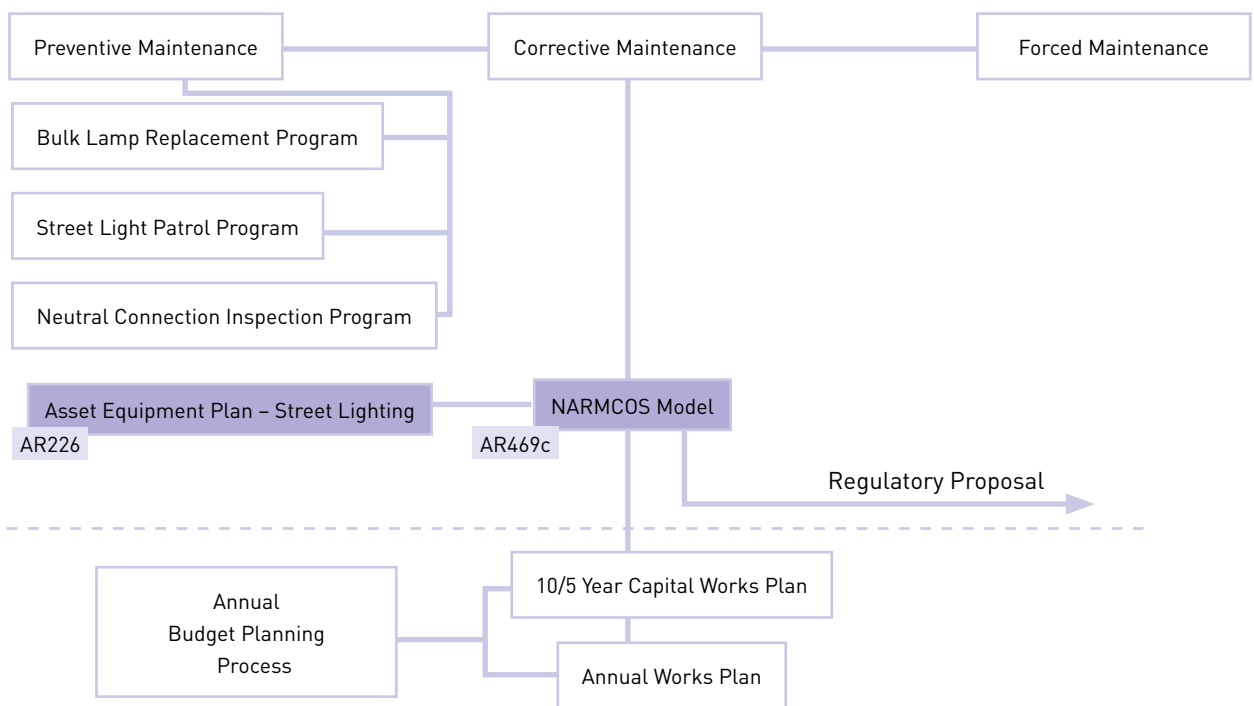 Preventive Maintenance
Corrective Maintenance
Forced Maintenance
Bulk Lamp Replacement Program
Street Light Patrol Program
Neutral Connection Inspection Program
Asset Equipment Plan – Street Lighting
AR226
NARMCOS Model
AR469c
Regulatory Proposal
10/5 Year Capital Works Plan
Annual
Budget Planning
Process
Annual Works Plan